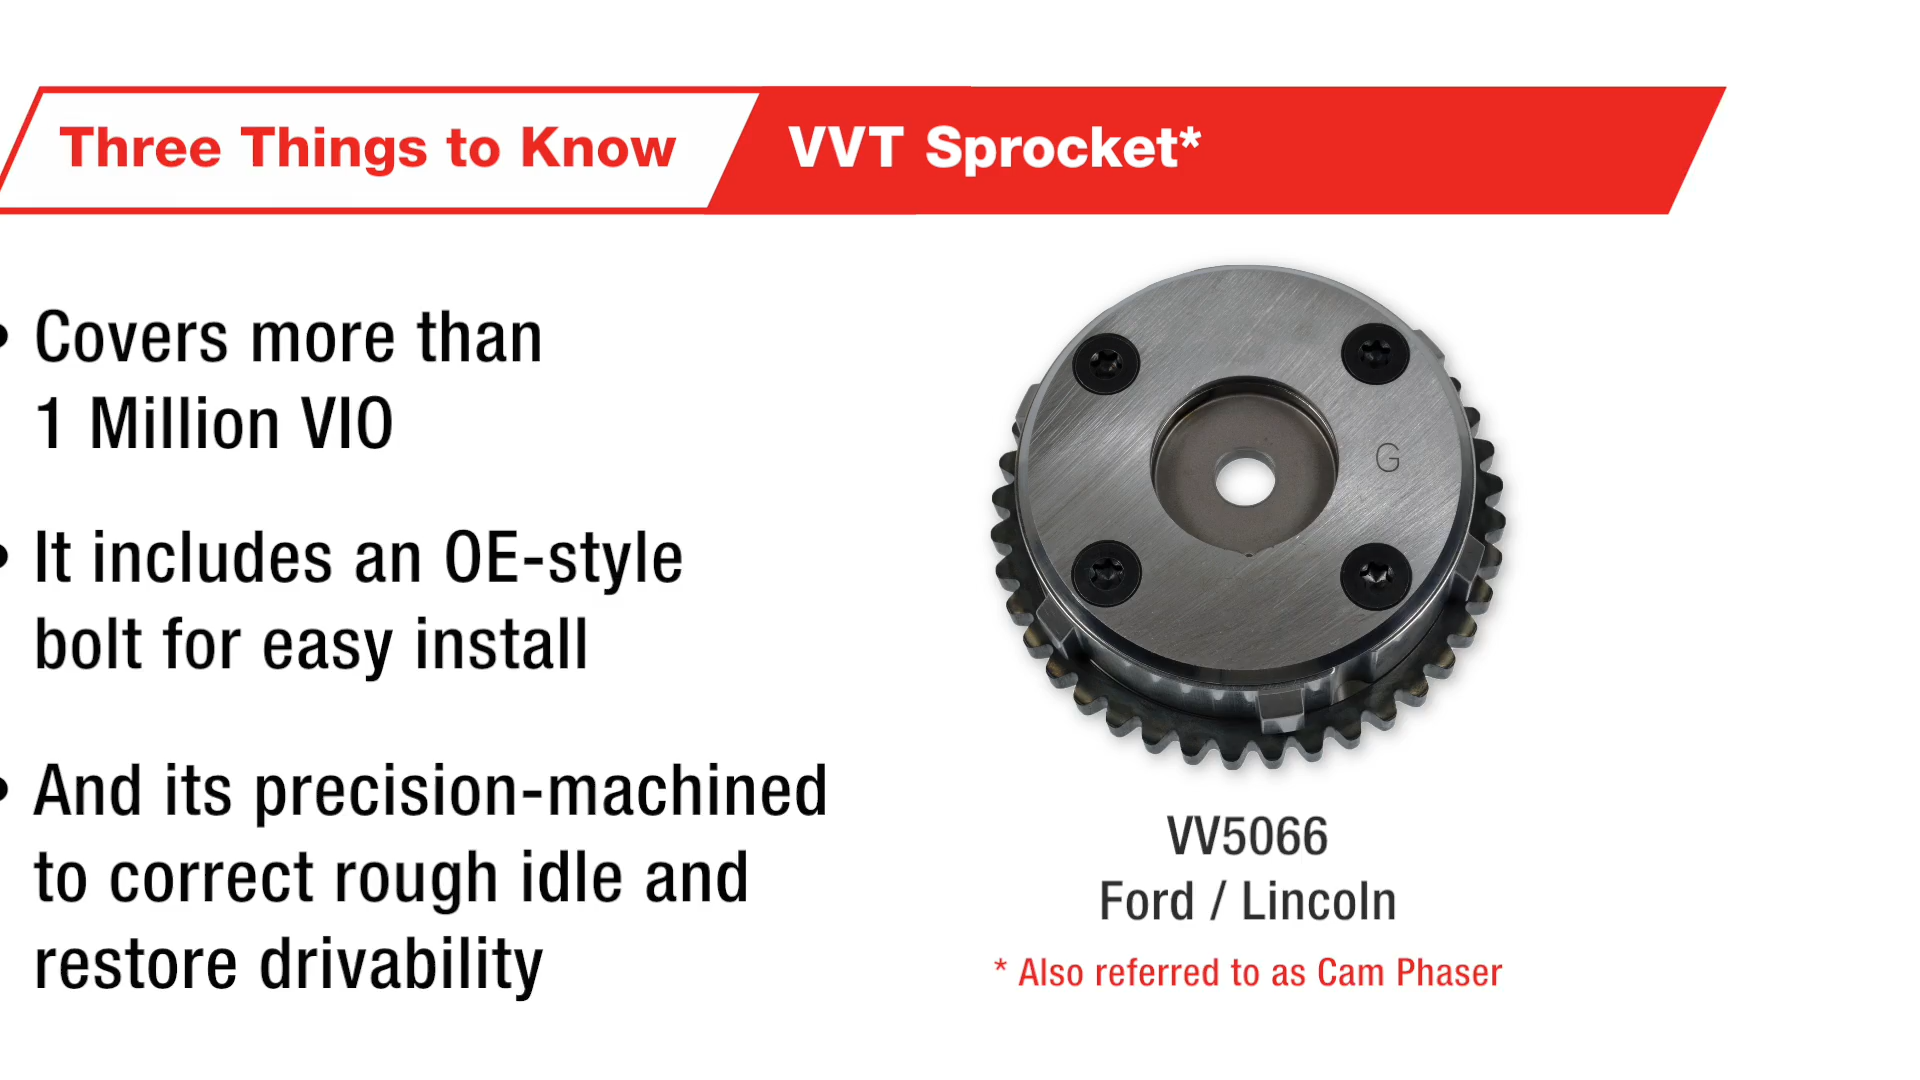 Three Things to Know
VVT Sprocket*
• Covers more than
1 Million VIO
• It includes an OE-style
bolt for easy install
• And its precision-machined
to correct rough idle and
restore drivability
G
VV5066
Ford / Lincoln
* Also referred to as Cam Phaser